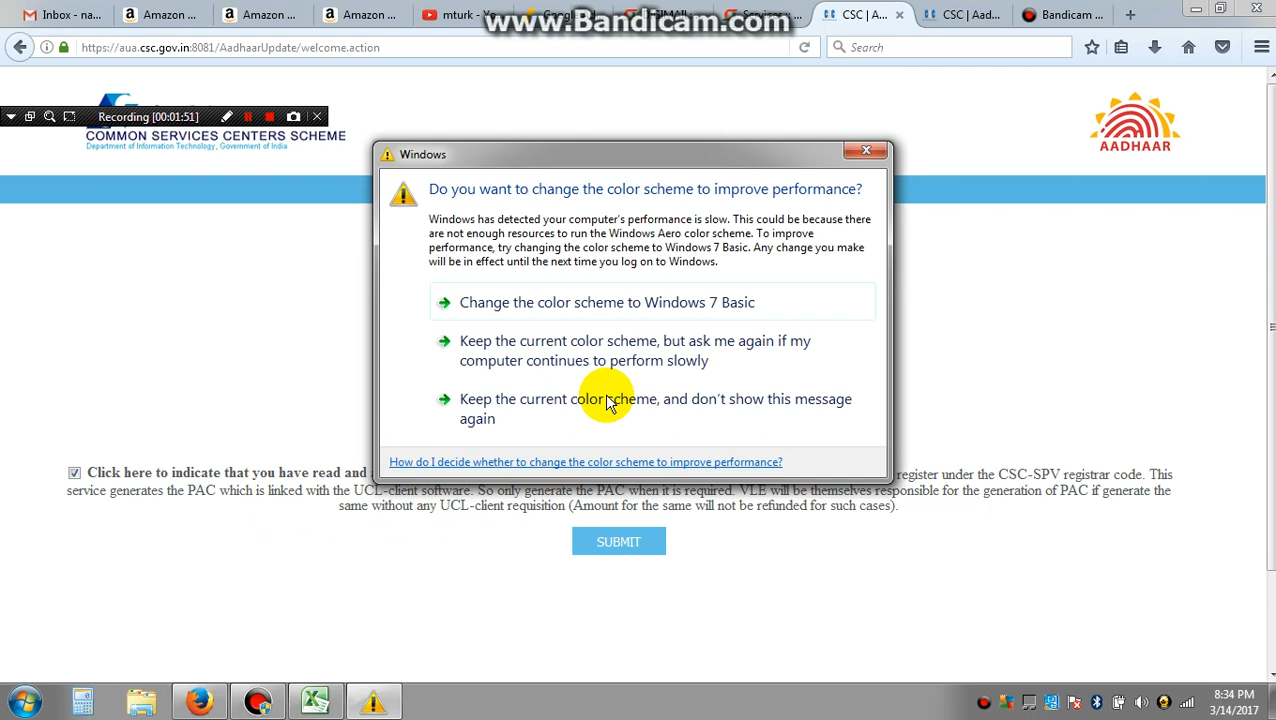 Gmail - na...
Amazon ...
Amazon ...
Amazon ...
mturk - Y...
www.Bandicam.com
CSC | A...
CSC | Aad...
Bandicam ...
https://aua.csc.gov.in:8081/AadhaarUpdate/welcome.action
Search
Recording [00:01:51]
COMMON SERVICES CENTERS SCHEME
Department of Information Technology, Government of India
AADHAAR
Windows
Do you want to change the color scheme to improve performance?
Windows has detected your computer's performance is slow. This could be because there
are not enough resources to run the Windows Aero color scheme. To improve
performance, try changing the color scheme to Windows 7 Basic. Any change you make
will be in effect until the next time you log on to Windows.
Change the color scheme to Windows 7 Basic
Keep the current color scheme, but ask me again if my
computer continues to perform slowly
Keep the current color scheme, and don't show this message
again
How do I decide whether to change the color scheme to improve performance?
Click here to indicate that you have read and register under the CSC-SPV registrar code. This
service generates the PAC which is linked with the UCL-client software. So only generate the PAC when it is required. VLE will be themselves responsible for the generation of PAC if generate the
same without any UCL-client requisition (Amount for the same will not be refunded for such cases).
SUBMIT
8:34 PM
3/14/2017